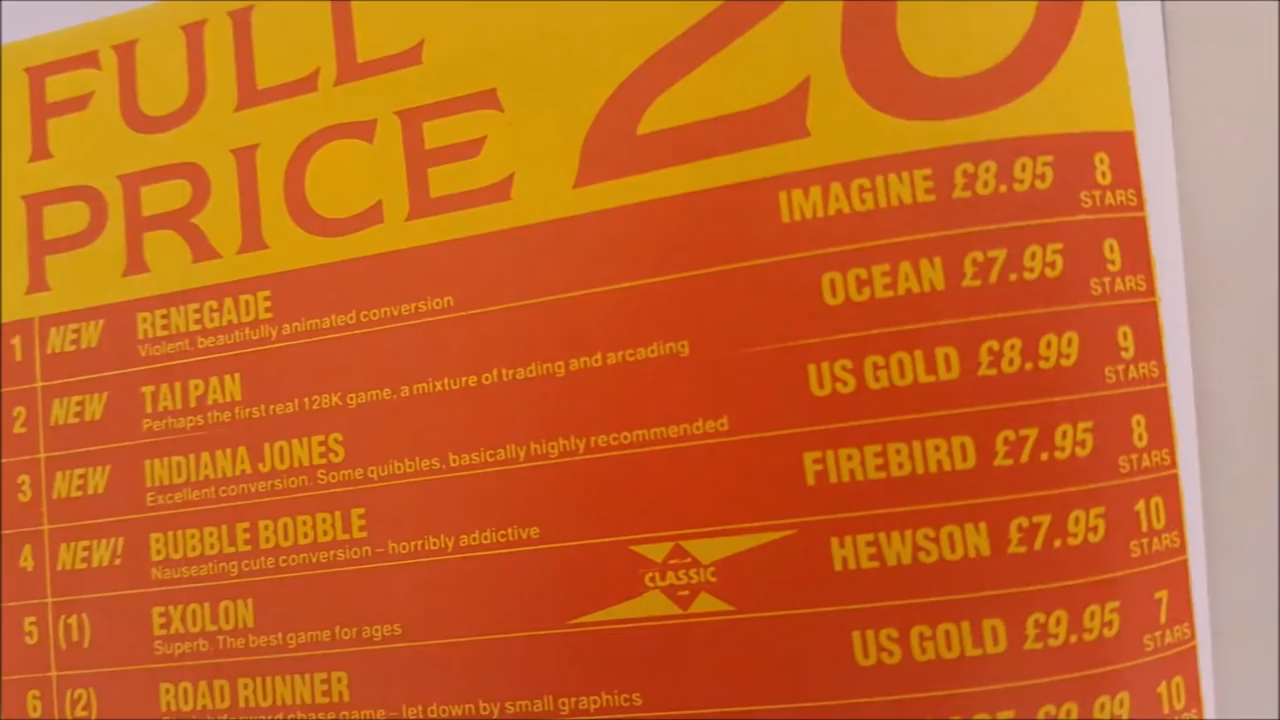 FULL
PRICE 20
1 NEW RENEGADE IMAGINE £8.95 8 STARS
Violent, beautifully animated conversion
2 NEW TAI PAN OCEAN £7.95 9 STARS
Perhaps the first real 128K game, a mixture of trading and arcading
3 NEW INDIANA JONES US GOLD £8.99 9 STARS
Excellent conversion. Some quibbles, basically highly recommended
4 NEW! BUBBLE BOBBLE FIREBIRD £7.95 8 STARS
Nauseating cute conversion – horribly addictive
5 (1) EXOLON CLASSIC HEWSON £7.95 10 STARS
Superb. The best game for ages
6 (2) ROAD RUNNER US GOLD £9.95 7 STARS
chase game – let down by small graphics
10